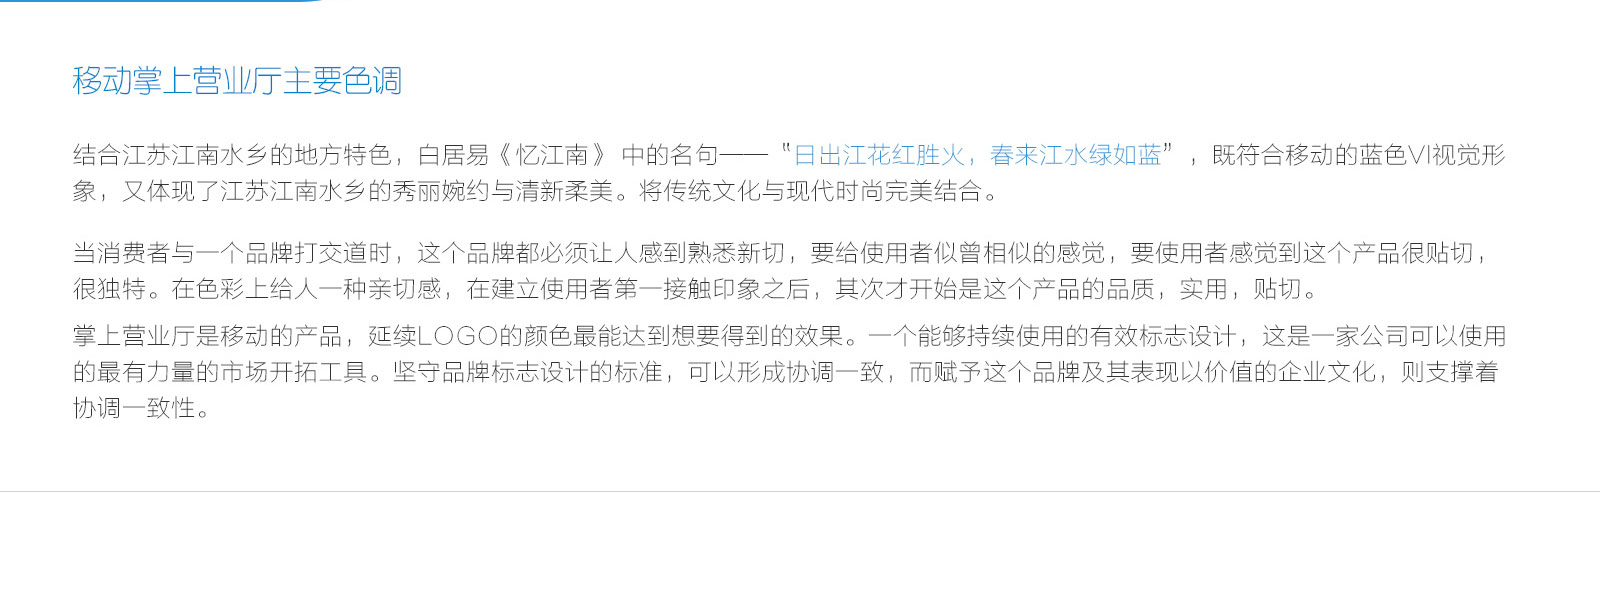 移动掌上营业厅主要色调
结合江苏江南水乡的地方特色，白居易《忆江南》 中的名句——“日出江花红胜火，春来江水绿如蓝”，既符合移动的蓝色VI视觉形
象，又体现了江苏江南水乡的秀丽婉约与清新柔美。将传统文化与现代时尚完美结合。
当消费者与一个品牌打交道时，这个品牌都必须让人感到熟悉新切，要给使用者似曾相似的感觉，要使用者感觉到这个产品很贴切，
很独特。在色彩上给人一种亲切感，在建立使用者第一接触印象之后，其次才开始是这个产品的品质，实用，贴切。
掌上营业厅是移动的产品，延续LOGO的颜色最能达到想要得到的效果。一个能够持续使用的有效标志设计，这是一家公司可以使用
的最有力量的市场开拓工具。坚守品牌标志设计的标准，可以形成协调一致，而赋予这个品牌及其表现以价值的企业文化，则支撑着
协调一致性。